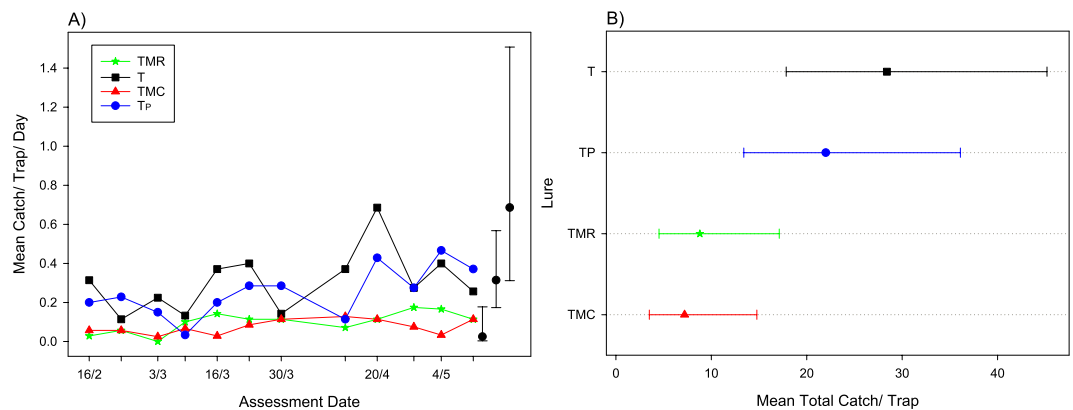 A)
Mean Catch/ Trap/ Day
1.4
1.2
1.0
0.8
0.6
0.4
0.2
0.0
TMR
T
TMC
TP
16/2 3/3 16/3 30/3 20/4 4/5
Assessment Date
B)
Lure
T
TP
TMR
TMC
0 10 20 30 40
Mean Total Catch/ Trap